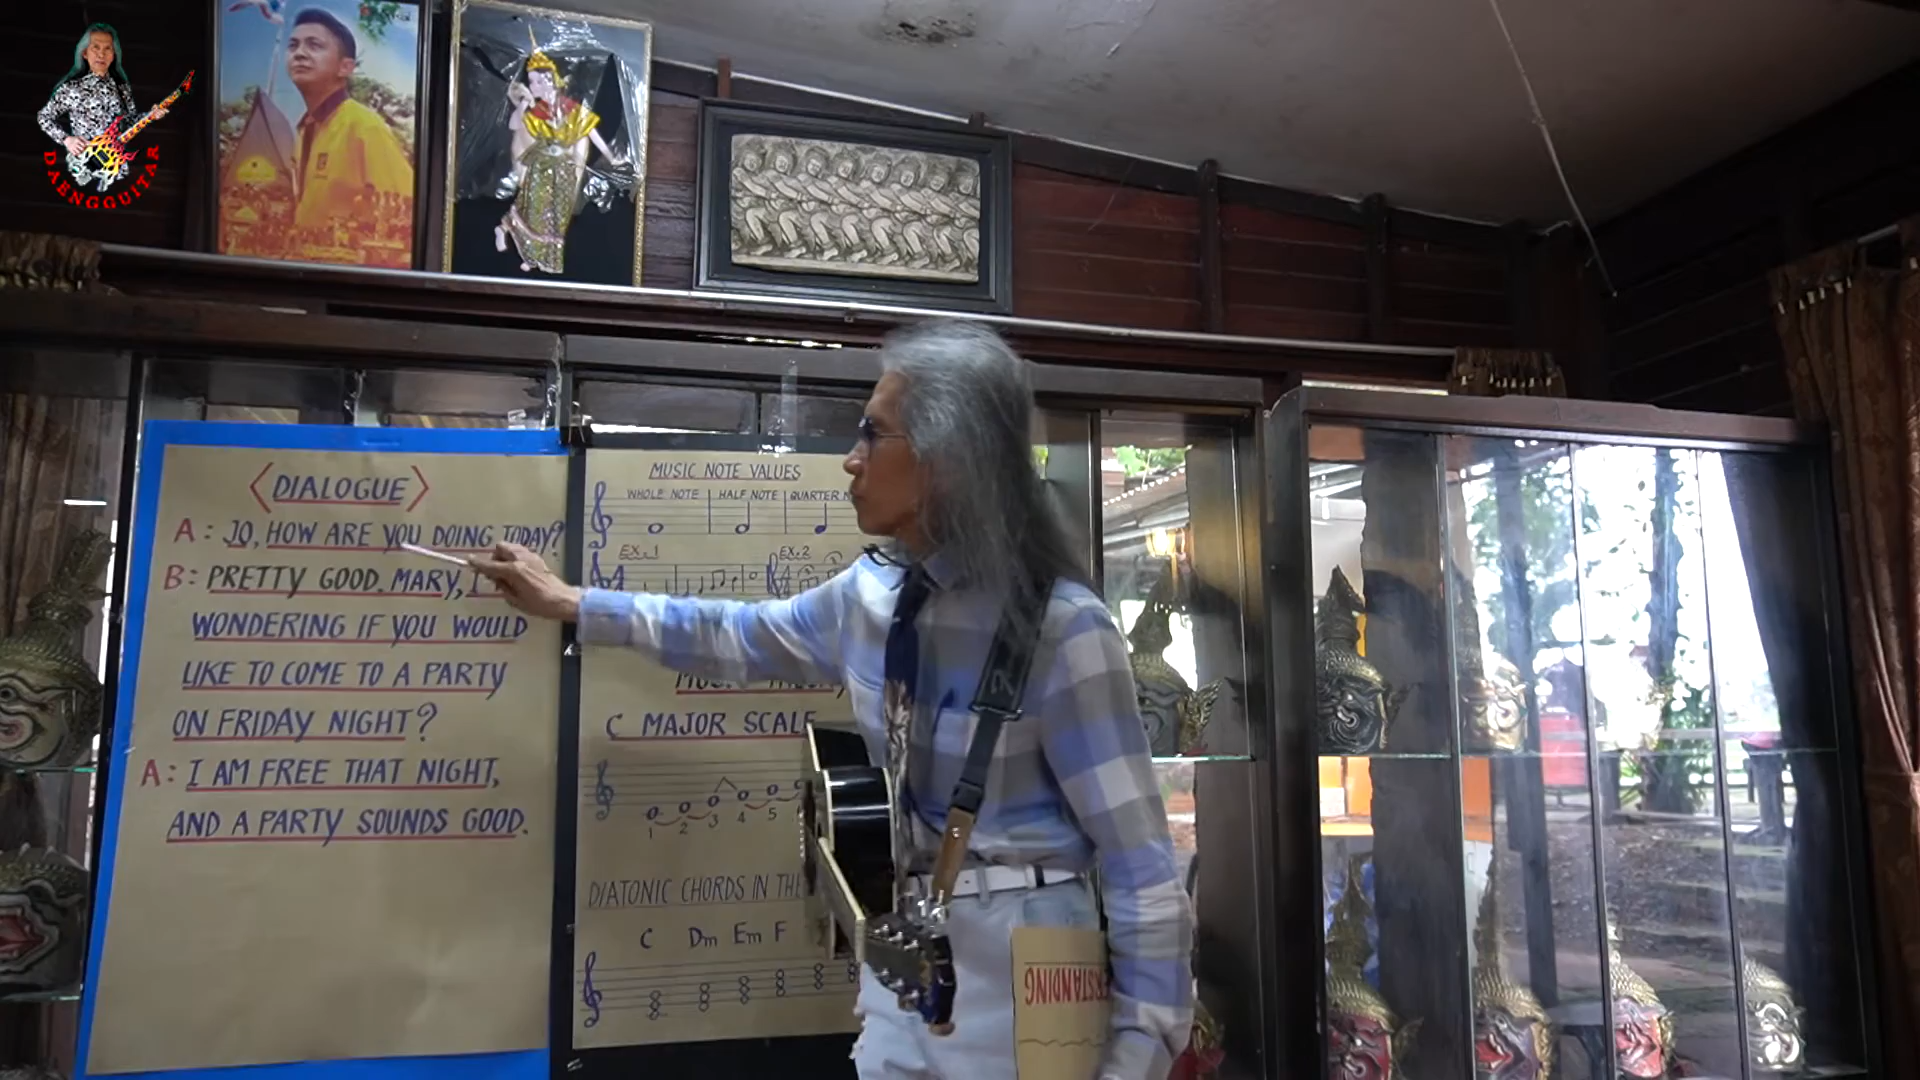 DAENGGUITAR
<DIALOGUE>
A: JO, HOW ARE YOU DOING TODAY?
B: PRETTY GOOD. MARY, I
WONDERING IF YOU WOULD
LIKE TO COME TO A PARTY
ON FRIDAY NIGHT?
A: I AM FREE THAT NIGHT,
AND A PARTY SOUNDS GOOD.
MUSIC NOTE VALUES
WHOLE NOTE HALF NOTE QUARTER
EX.1 EX.2
C MAJOR SCALE
1 2 3 4 5
DIATONIC CHORDS IN THE
C Dm Em F